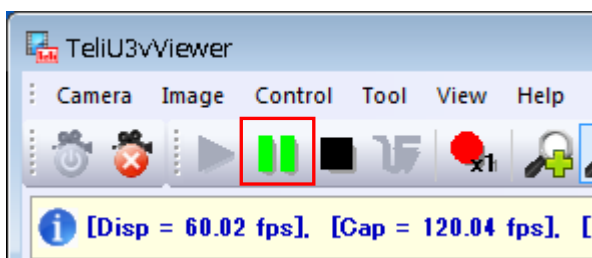 TeliU3vViewer
Camera Image Control Tool View Help
x1
[Disp = 60.02 fps], [Cap = 120.04 fps], [